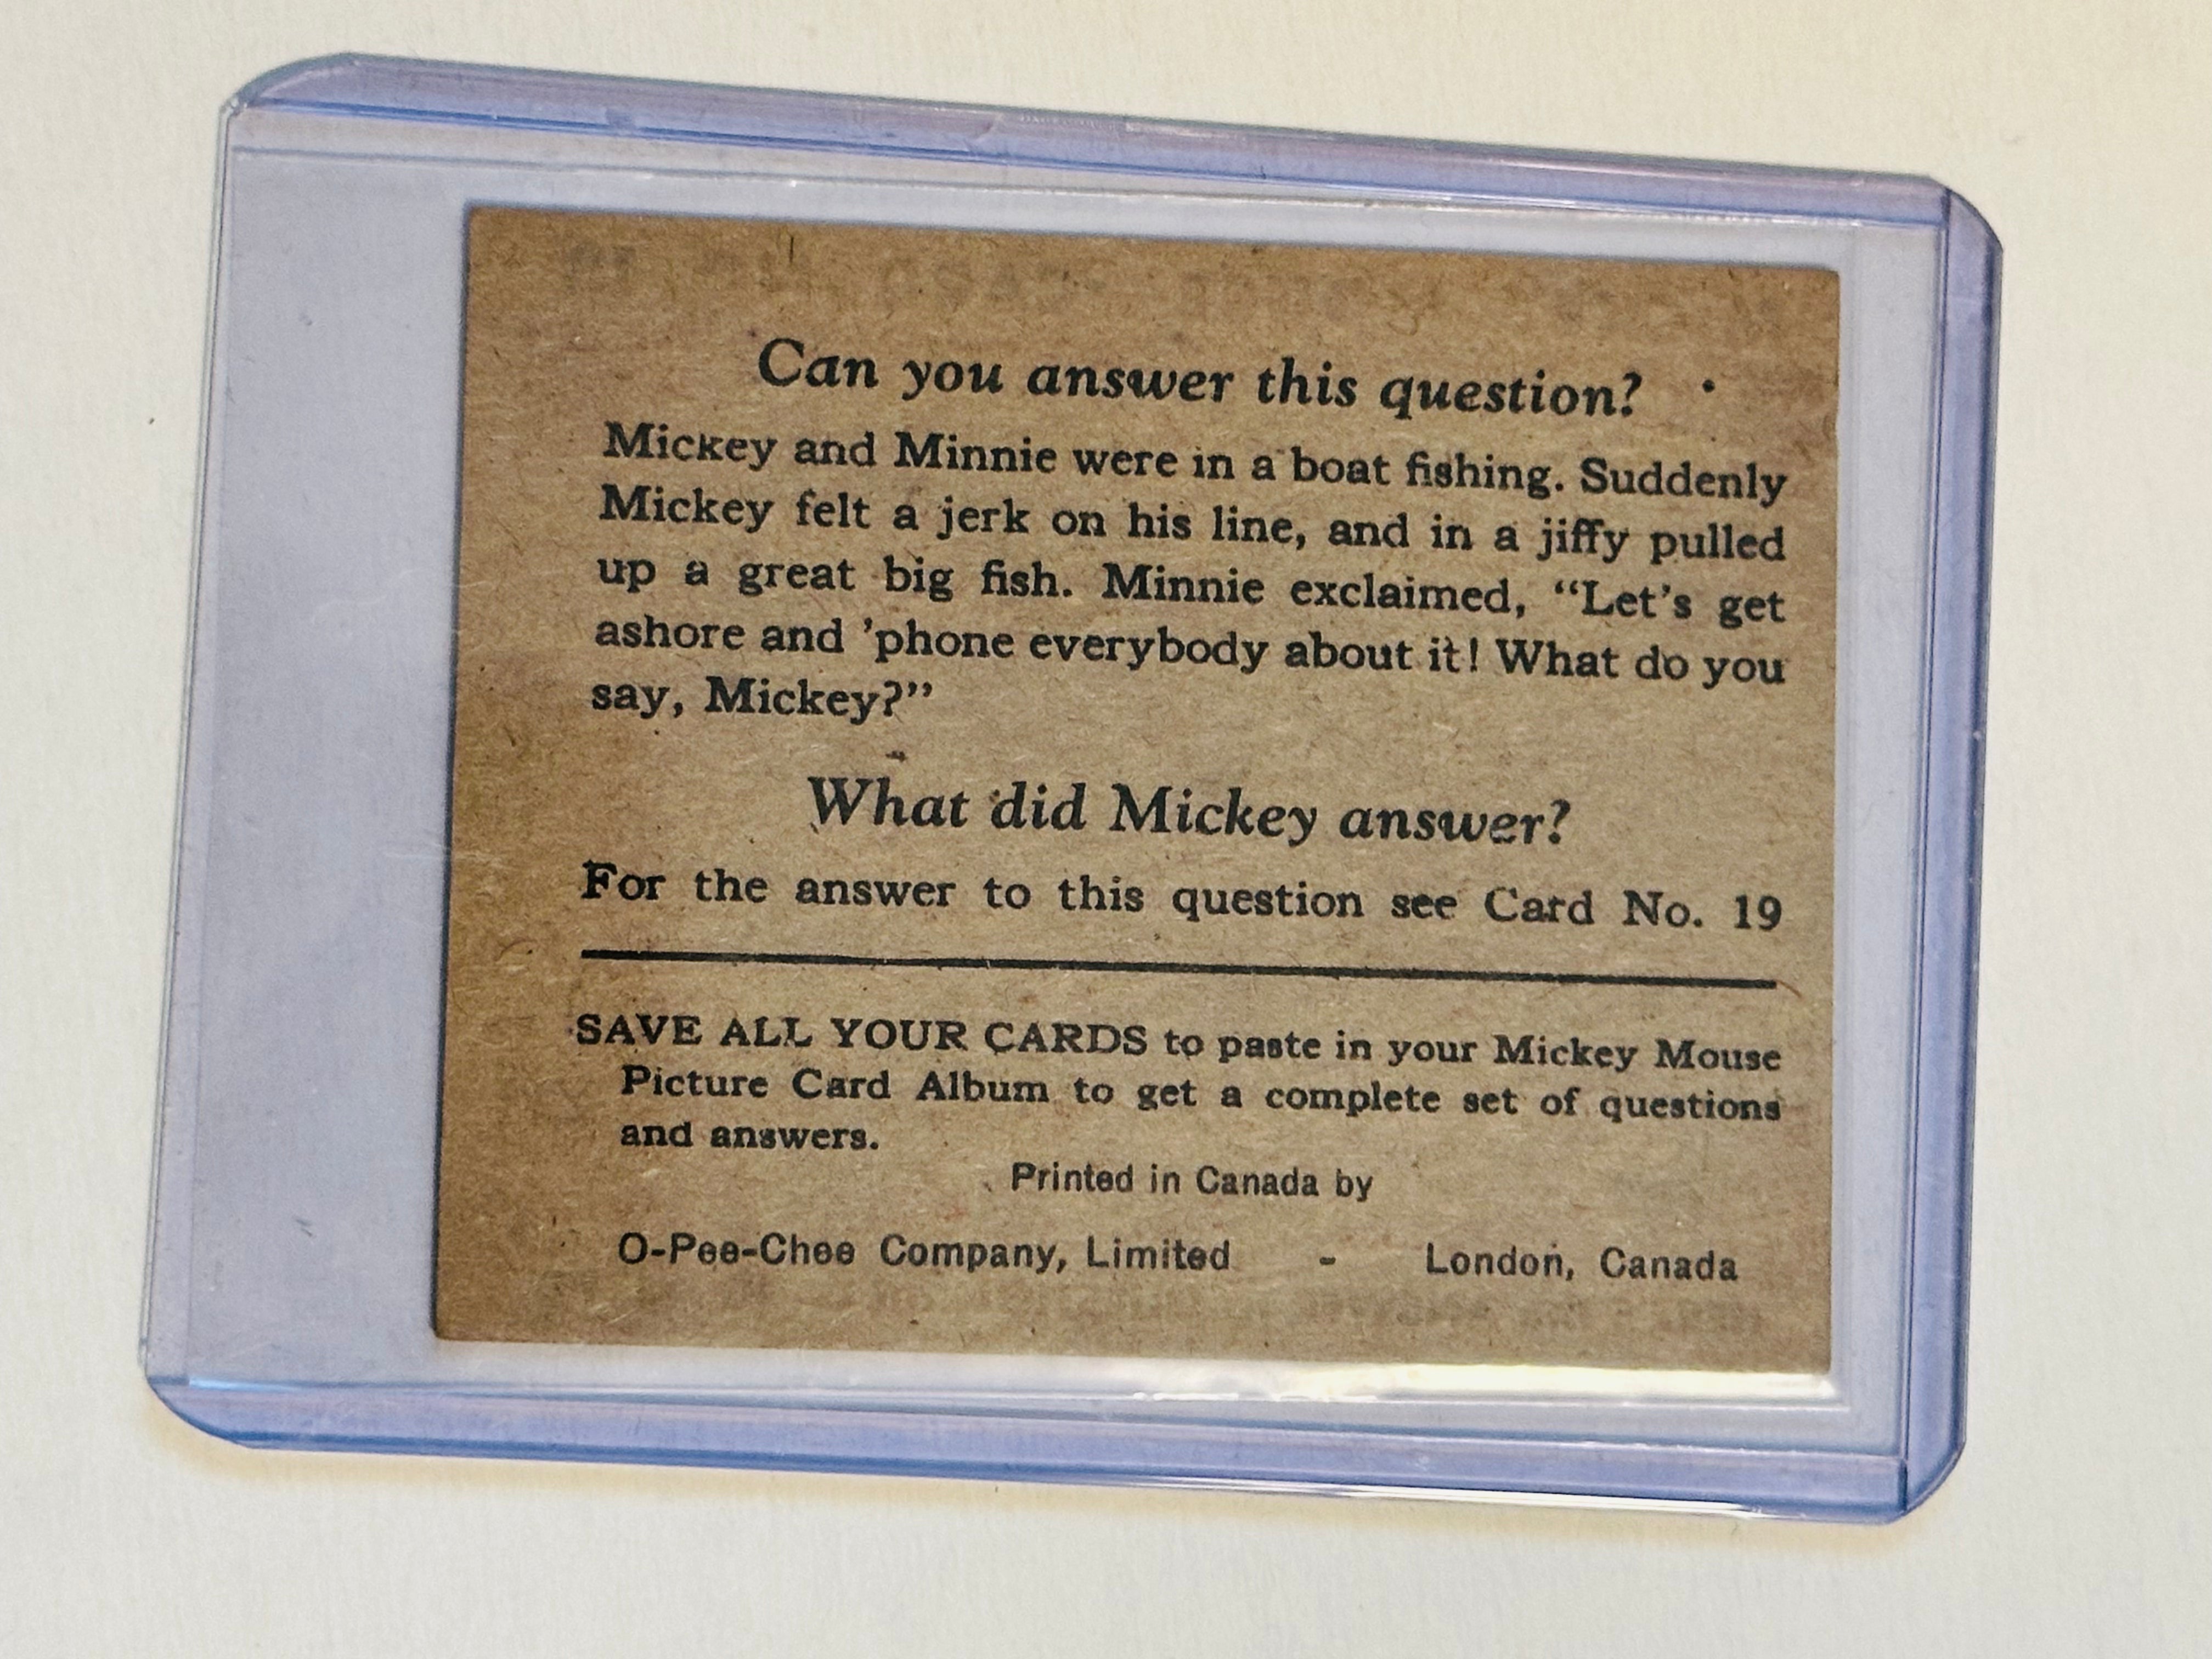 Can you answer this question?
Mickey and Minnie were in a boat fishing. Suddenly
Mickey felt a jerk on his line, and in a jiffy pulled
up a great big fish. Minnie exclaimed, “Let’s get
ashore and ’phone everybody about it! What do you
say, Mickey?”
What did Mickey answer?
For the answer to this question see Card No. 19
SAVE ALL YOUR CARDS to paste in your Mickey Mouse
Picture Card Album to get a complete set of questions
and answers.
Printed in Canada by
O-Pee-Chee Company, Limited - London, Canada